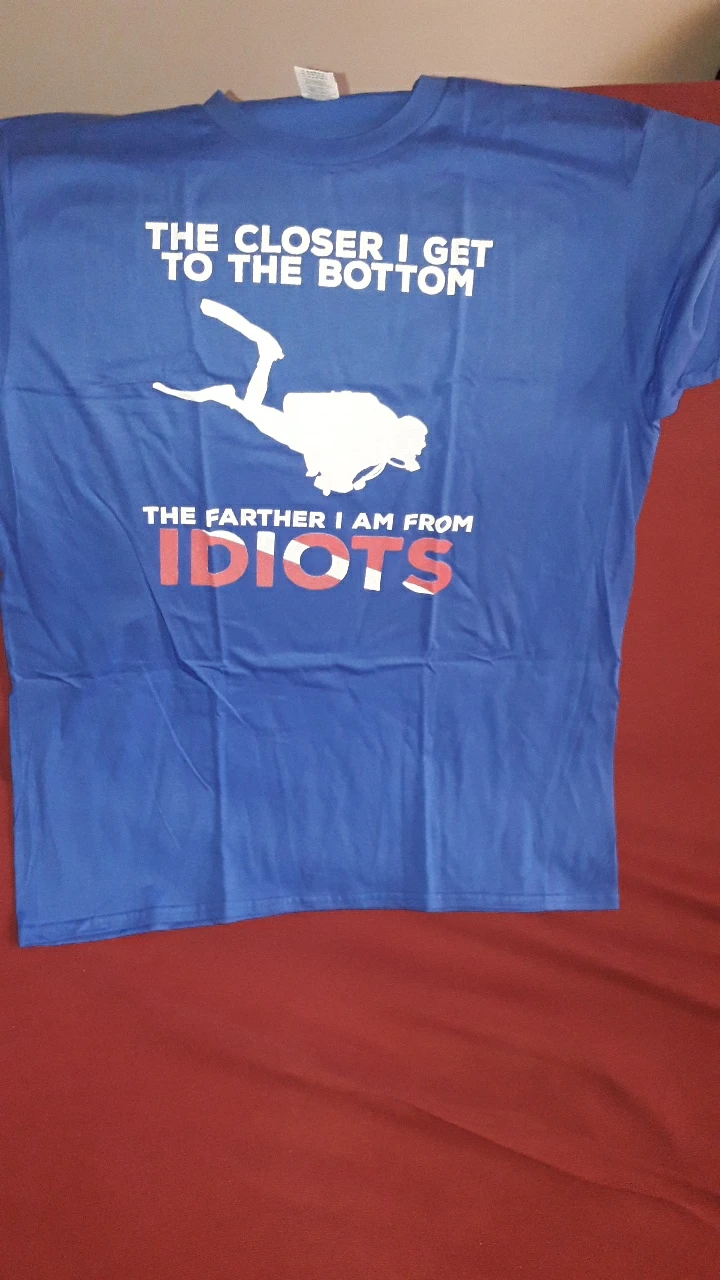 THE CLOSER I GET
TO THE BOTTOM
THE FARTHER I AM FROM
IDIOTS